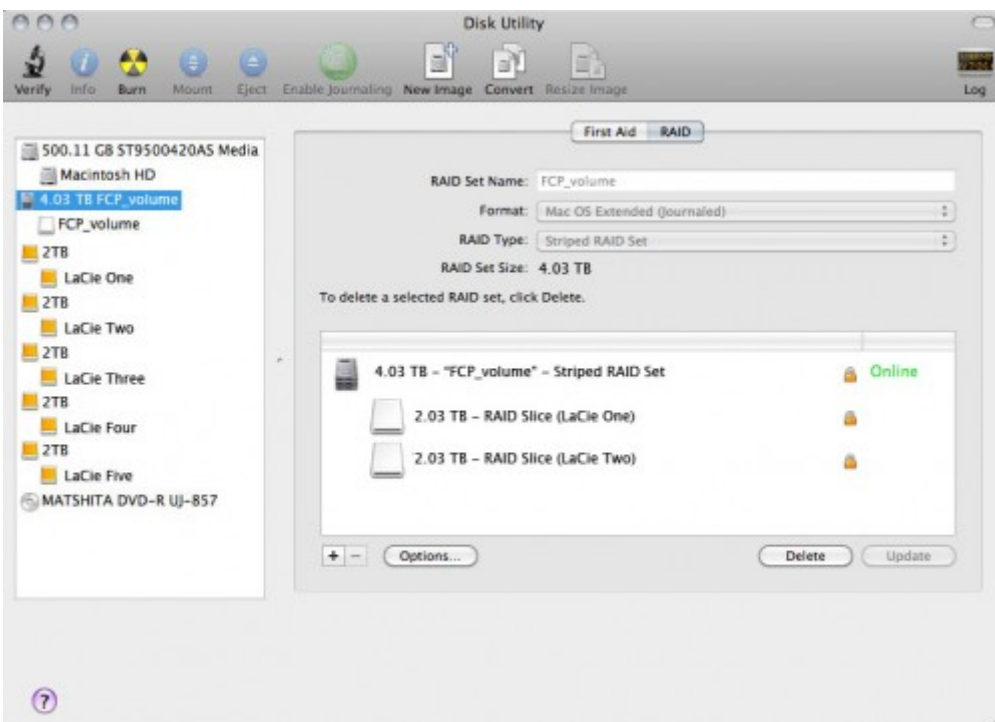 Disk Utility
Verify Info Burn Mount Eject Enable Journaling New Image Convert Resize Image Log
500.11 GB ST9500420AS Media
Macintosh HD
4.03 TB FCP_volume
FCP_volume
2TB
LaCie One
2TB
LaCie Two
2TB
LaCie Three
2TB
LaCie Four
2TB
LaCie Five
MATSHITA DVD-R UJ-857
First Aid RAID
RAID Set Name: FCP_volume
Format: Mac OS Extended (Journaled)
RAID Type: Striped RAID Set
RAID Set Size: 4.03 TB
To delete a selected RAID set, click Delete.
4.03 TB – "FCP_volume" – Striped RAID Set Online
2.03 TB – RAID Slice (LaCie One)
2.03 TB – RAID Slice (LaCie Two)
+ − Options... Delete Update
?